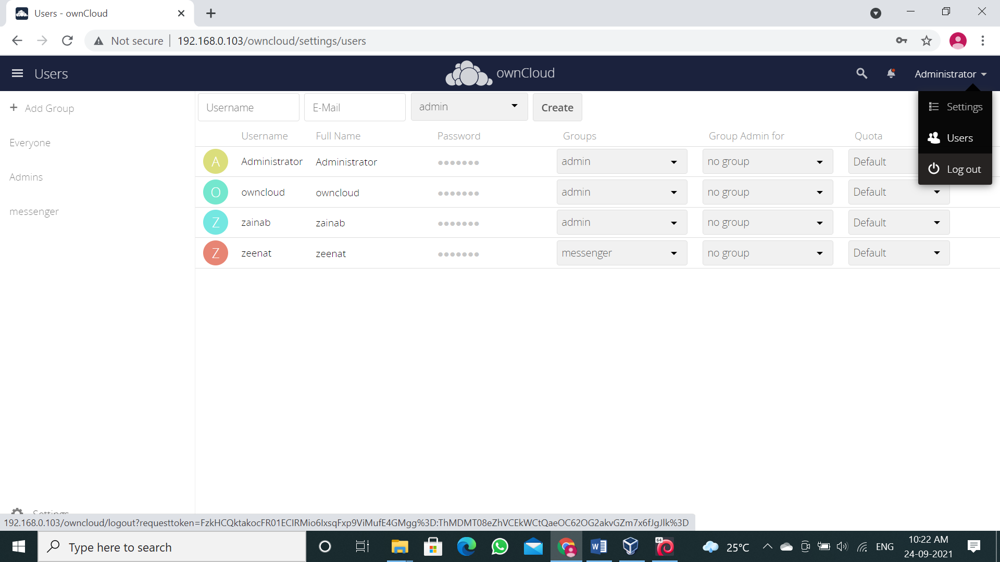 Users - ownCloud
Not secure 192.168.0.103/owncloud/settings/users
Users
ownCloud
Administrator
Settings
Users
Log out
Add Group
Everyone
Admins
messenger
Username E-Mail admin Create
Username Full Name Password Groups Group Admin for Quota
A Administrator Administrator admin no group Default
O owncloud owncloud admin no group Default
Z zainab zainab admin no group Default
Z zeenat zeenat messenger no group Default
Settings
192.168.0.103/owncloud/logout?requesttoken=FzkHCQktakocFR01ECIRMio6IxsqFxp9ViMufE4GMgg%3D:ThMDMT08eZhVCEkWCtQaeOC62OG2akvGZm7x6fJgJlk%3D
Type here to search
64
25°C
ENG
10:22 AM
24-09-2021